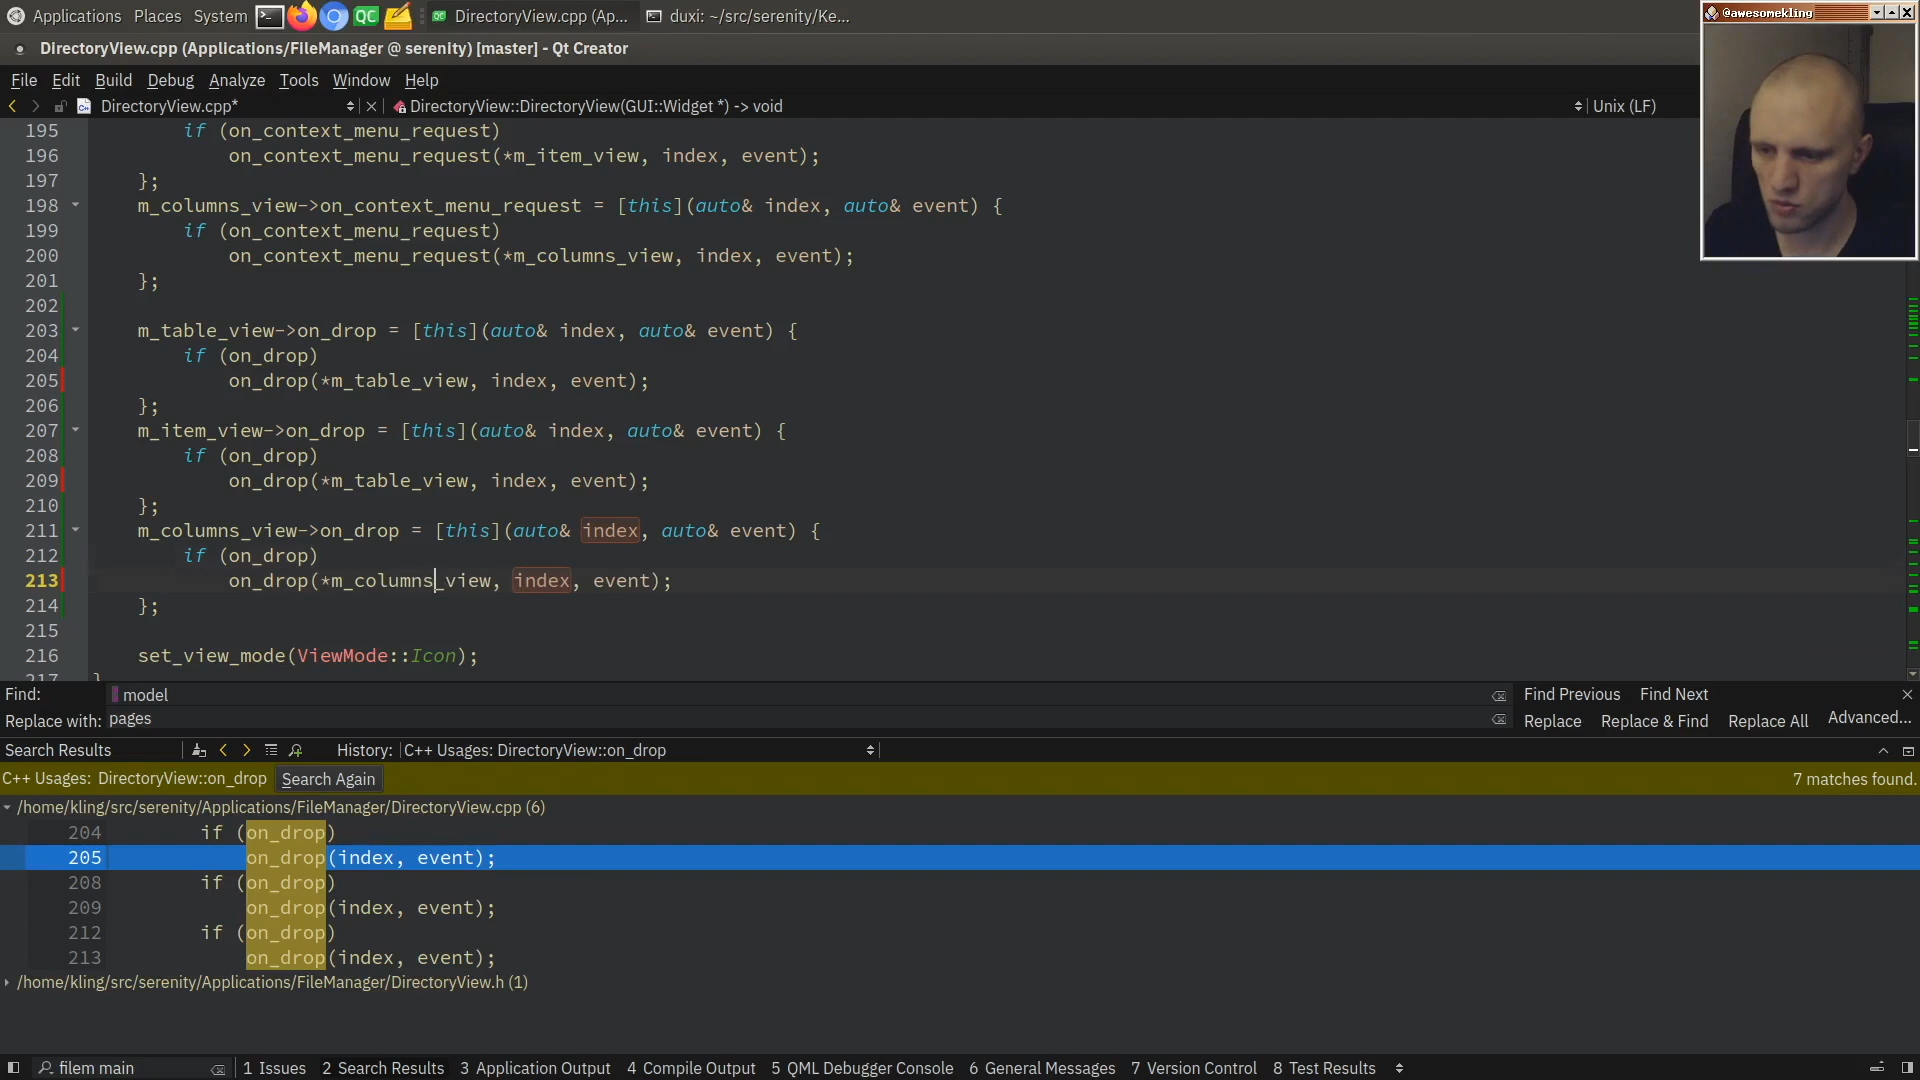 Applications Places System DirectoryView.cpp (Ap... duxi: ~/src/serenity/Ke...
@awesomekling
DirectoryView.cpp (Applications/FileManager @ serenity) [master] - Qt Creator
File Edit Build Debug Analyze Tools Window Help
DirectoryView.cpp* DirectoryView::DirectoryView(GUI::Widget *) -> void Unix (LF)
195 if (on_context_menu_request)
196 on_context_menu_request(*m_item_view, index, event);
197 };
198 m_columns_view->on_context_menu_request = [this](auto& index, auto& event) {
199 if (on_context_menu_request)
200 on_context_menu_request(*m_columns_view, index, event);
201 };
202
203 m_table_view->on_drop = [this](auto& index, auto& event) {
204 if (on_drop)
205 on_drop(*m_table_view, index, event);
206 };
207 m_item_view->on_drop = [this](auto& index, auto& event) {
208 if (on_drop)
209 on_drop(*m_table_view, index, event);
210 };
211 m_columns_view->on_drop = [this](auto& index, auto& event) {
212 if (on_drop)
213 on_drop(*m_columns_view, index, event);
214 };
215
216 set_view_mode(ViewMode::Icon);
217 }
Find: model Find Previous Find Next
Replace with: pages Replace Replace & Find Replace All Advanced...
Search Results History: C++ Usages: DirectoryView::on_drop
C++ Usages: DirectoryView::on_drop Search Again 7 matches found.
/home/kling/src/serenity/Applications/FileManager/DirectoryView.cpp (6)
204 if (on_drop)
205 on_drop(index, event);
208 if (on_drop)
209 on_drop(index, event);
212 if (on_drop)
213 on_drop(index, event);
/home/kling/src/serenity/Applications/FileManager/DirectoryView.h (1)
filem main 1 Issues 2 Search Results 3 Application Output 4 Compile Output 5 QML Debugger Console 6 General Messages 7 Version Control 8 Test Results